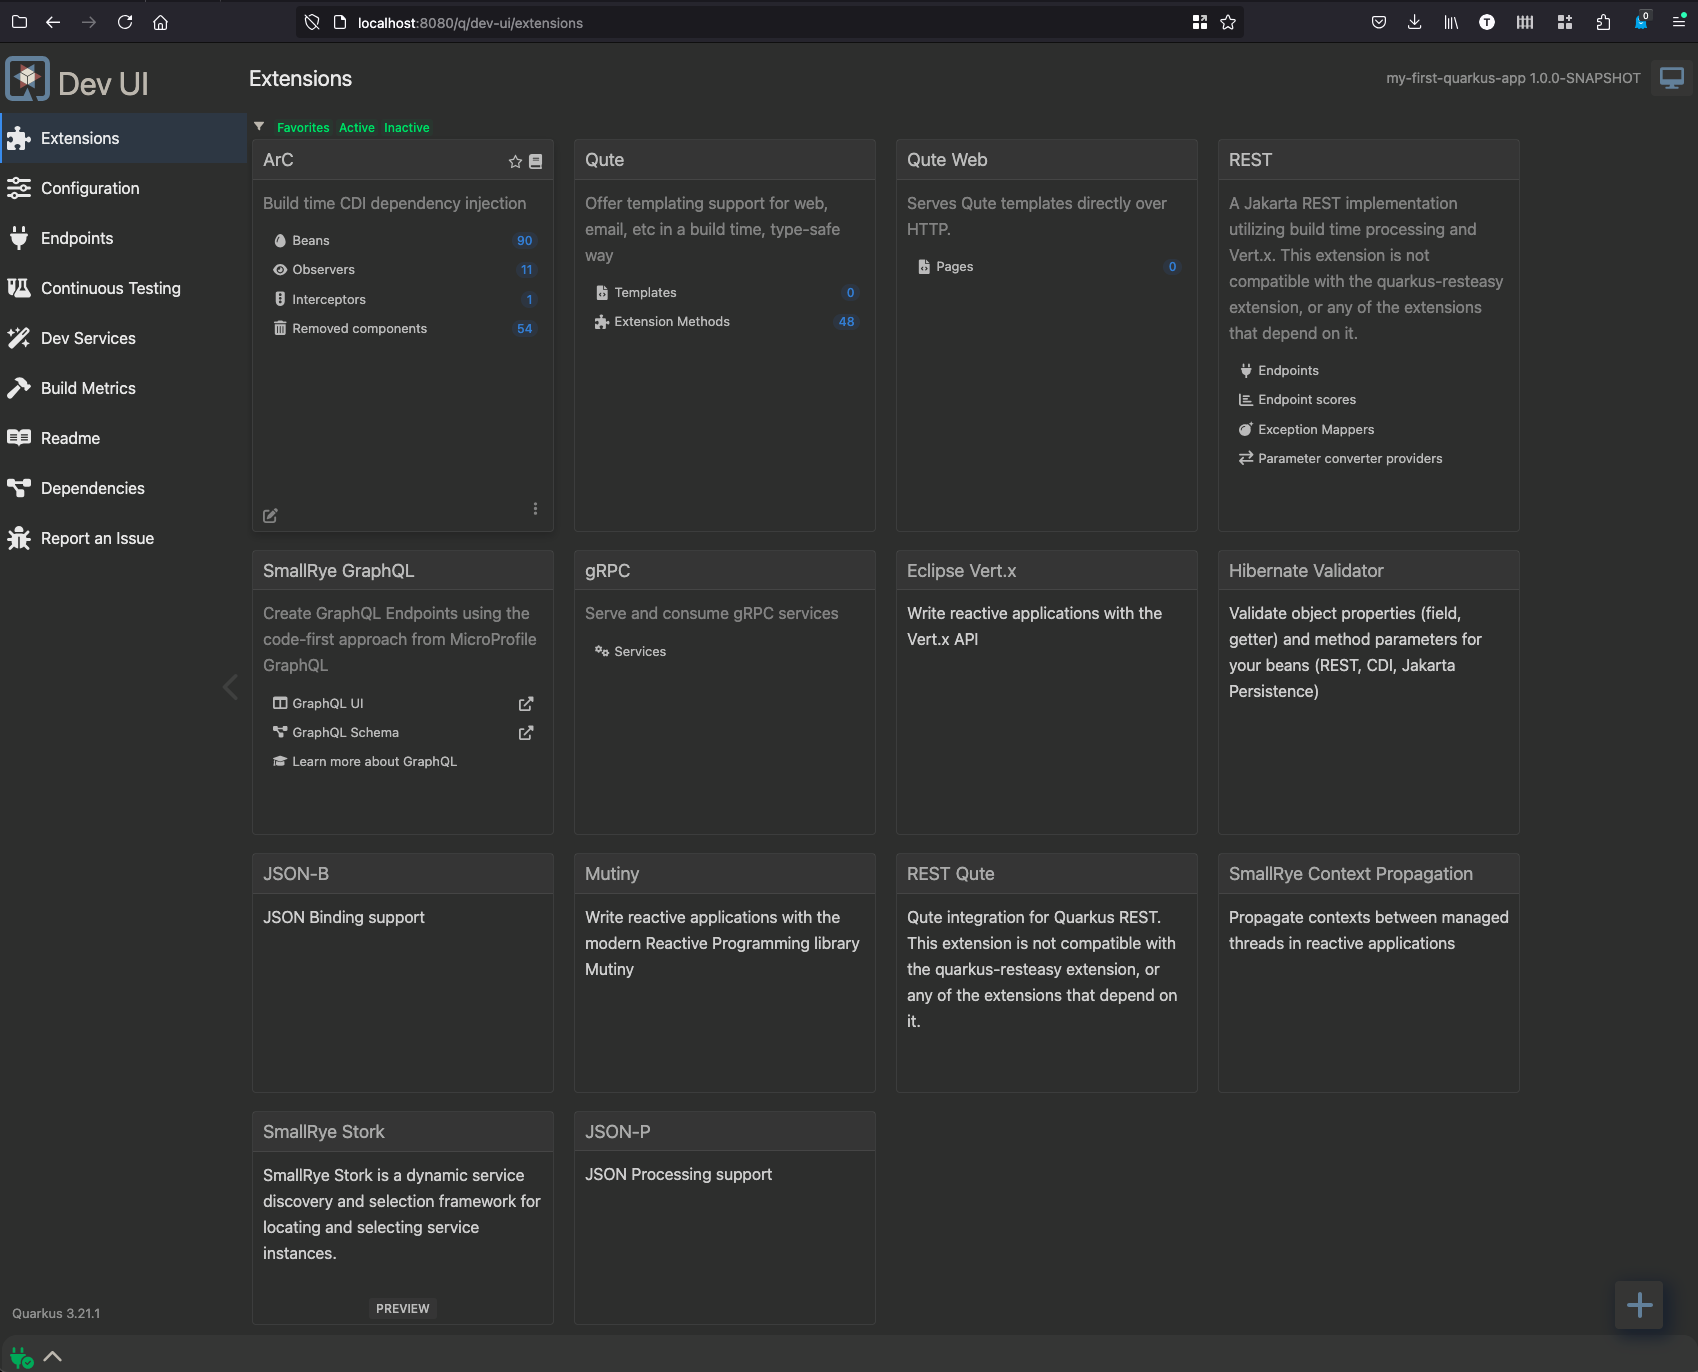 localhost:8080/q/dev-ui/extensions
0
Dev UI
Extensions
my-first-quarkus-app 1.0.0-SNAPSHOT
Extensions
Configuration
Endpoints
Continuous Testing
Dev Services
Build Metrics
Readme
Dependencies
Report an Issue
Favorites Active Inactive
ArC
Build time CDI dependency injection
Beans 90
Observers 11
Interceptors 1
Removed components 54
Qute
Offer templating support for web,
email, etc in a build time, type-safe
way
Templates 0
Extension Methods 48
Qute Web
Serves Qute templates directly over
HTTP.
Pages 0
REST
A Jakarta REST implementation
utilizing build time processing and
Vert.x. This extension is not
compatible with the quarkus-resteasy
extension, or any of the extensions
that depend on it.
Endpoints
Endpoint scores
Exception Mappers
Parameter converter providers
SmallRye GraphQL
Create GraphQL Endpoints using the
code-first approach from MicroProfile
GraphQL
GraphQL UI
GraphQL Schema
Learn more about GraphQL
gRPC
Serve and consume gRPC services
Services
Eclipse Vert.x
Write reactive applications with the
Vert.x API
Hibernate Validator
Validate object properties (field,
getter) and method parameters for
your beans (REST, CDI, Jakarta
Persistence)
JSON-B
JSON Binding support
Mutiny
Write reactive applications with the
modern Reactive Programming library
Mutiny
REST Qute
Qute integration for Quarkus REST.
This extension is not compatible with
the quarkus-resteasy extension, or
any of the extensions that depend on
it.
SmallRye Context Propagation
Propagate contexts between managed
threads in reactive applications
SmallRye Stork
SmallRye Stork is a dynamic service
discovery and selection framework for
locating and selecting service
instances.
PREVIEW
JSON-P
JSON Processing support
Quarkus 3.21.1